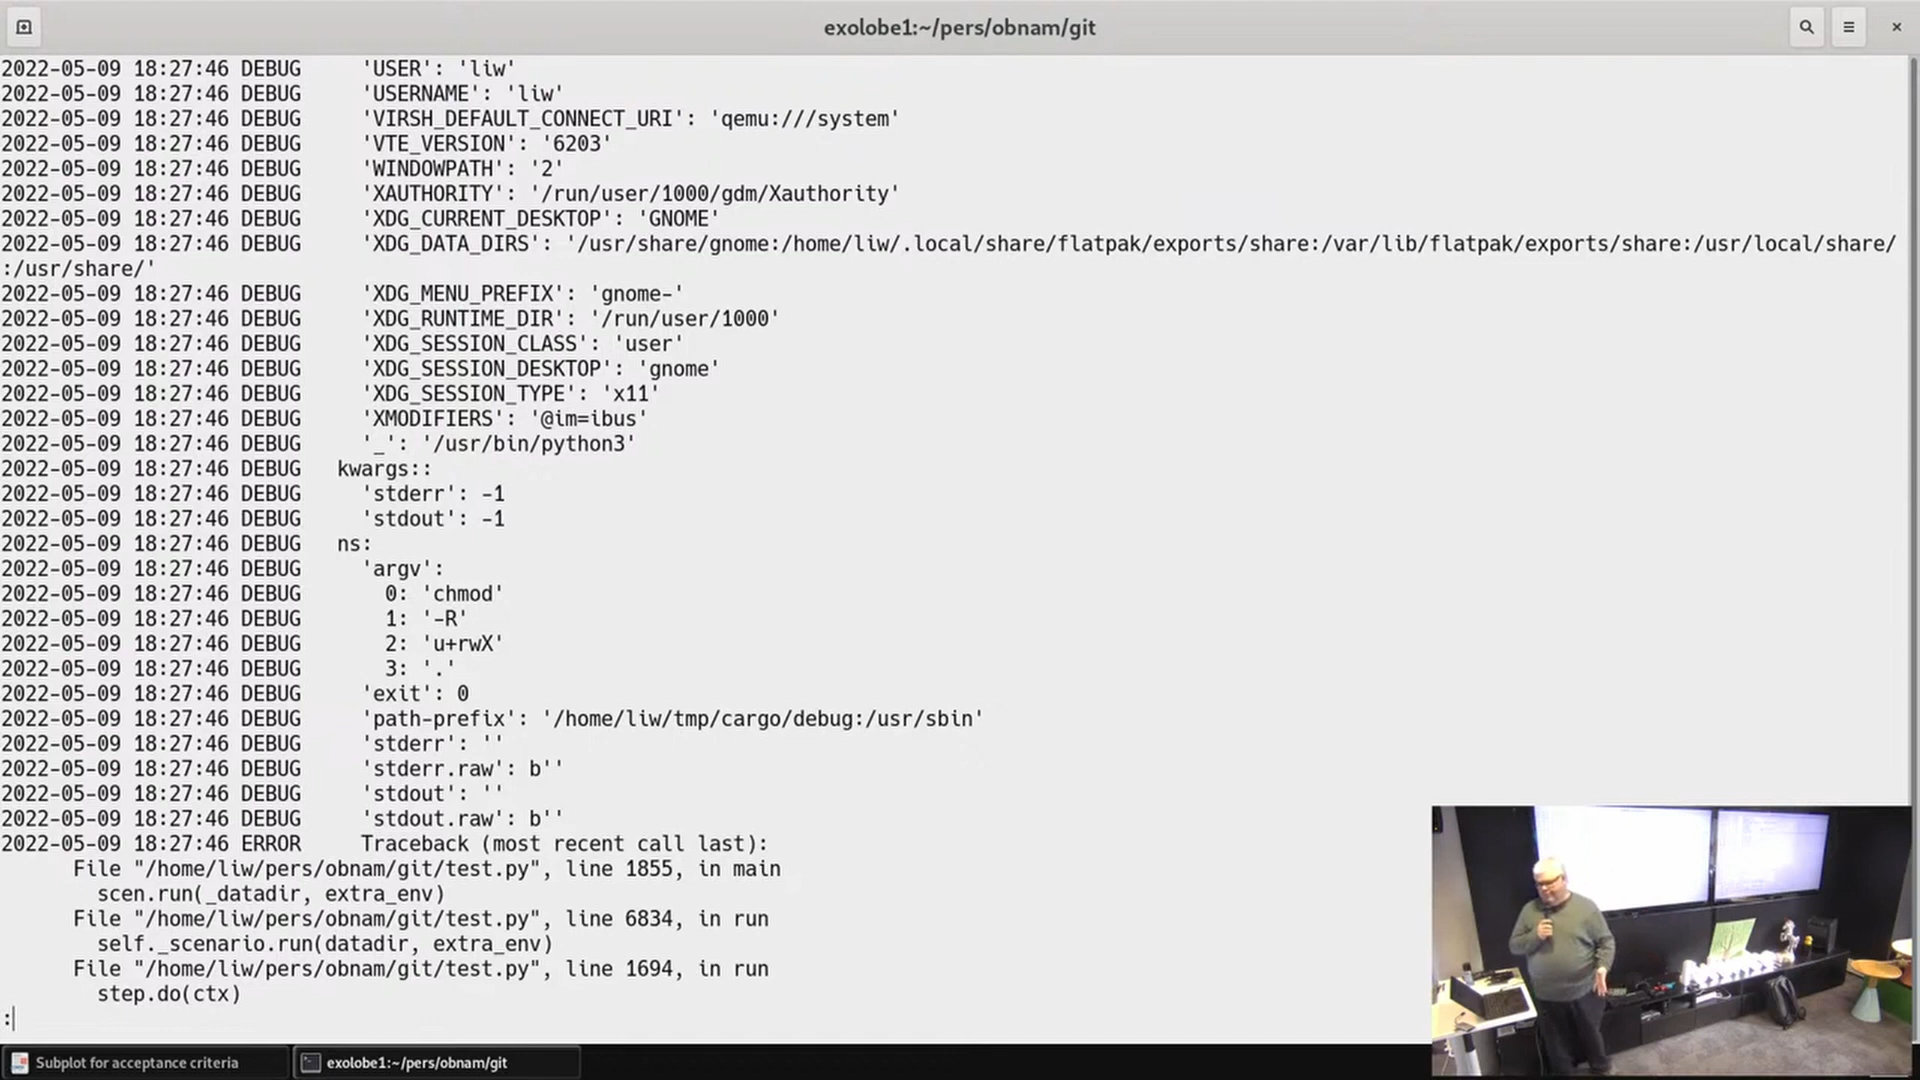 exolobe1:~/pers/obnam/git
2022-05-09 18:27:46 DEBUG     'USER': 'liw'
2022-05-09 18:27:46 DEBUG     'USERNAME': 'liw'
2022-05-09 18:27:46 DEBUG     'VIRSH_DEFAULT_CONNECT_URI': 'qemu:///system'
2022-05-09 18:27:46 DEBUG     'VTE_VERSION': '6203'
2022-05-09 18:27:46 DEBUG     'WINDOWPATH': '2'
2022-05-09 18:27:46 DEBUG     'XAUTHORITY': '/run/user/1000/gdm/Xauthority'
2022-05-09 18:27:46 DEBUG     'XDG_CURRENT_DESKTOP': 'GNOME'
2022-05-09 18:27:46 DEBUG     'XDG_DATA_DIRS': '/usr/share/gnome:/home/liw/.local/share/flatpak/exports/share:/var/lib/flatpak/exports/share:/usr/local/share/
:/usr/share/'
2022-05-09 18:27:46 DEBUG     'XDG_MENU_PREFIX': 'gnome-'
2022-05-09 18:27:46 DEBUG     'XDG_RUNTIME_DIR': '/run/user/1000'
2022-05-09 18:27:46 DEBUG     'XDG_SESSION_CLASS': 'user'
2022-05-09 18:27:46 DEBUG     'XDG_SESSION_DESKTOP': 'gnome'
2022-05-09 18:27:46 DEBUG     'XDG_SESSION_TYPE': 'x11'
2022-05-09 18:27:46 DEBUG     'XMODIFIERS': '@im=ibus'
2022-05-09 18:27:46 DEBUG     '_': '/usr/bin/python3'
2022-05-09 18:27:46 DEBUG   kwargs::
2022-05-09 18:27:46 DEBUG     'stderr': -1
2022-05-09 18:27:46 DEBUG     'stdout': -1
2022-05-09 18:27:46 DEBUG   ns:
2022-05-09 18:27:46 DEBUG     'argv':
2022-05-09 18:27:46 DEBUG       0: 'chmod'
2022-05-09 18:27:46 DEBUG       1: '-R'
2022-05-09 18:27:46 DEBUG       2: 'u+rwX'
2022-05-09 18:27:46 DEBUG       3: '.'
2022-05-09 18:27:46 DEBUG     'exit': 0
2022-05-09 18:27:46 DEBUG     'path-prefix': '/home/liw/tmp/cargo/debug:/usr/sbin'
2022-05-09 18:27:46 DEBUG     'stderr': ''
2022-05-09 18:27:46 DEBUG     'stderr.raw': b''
2022-05-09 18:27:46 DEBUG     'stdout': ''
2022-05-09 18:27:46 DEBUG     'stdout.raw': b''
2022-05-09 18:27:46 ERROR     Traceback (most recent call last):
      File "/home/liw/pers/obnam/git/test.py", line 1855, in main
        scen.run(_datadir, extra_env)
      File "/home/liw/pers/obnam/git/test.py", line 6834, in run
        self._scenario.run(datadir, extra_env)
      File "/home/liw/pers/obnam/git/test.py", line 1694, in run
        step.do(ctx)
:
Subplot for acceptance criteria
exolobe1:~/pers/obnam/git